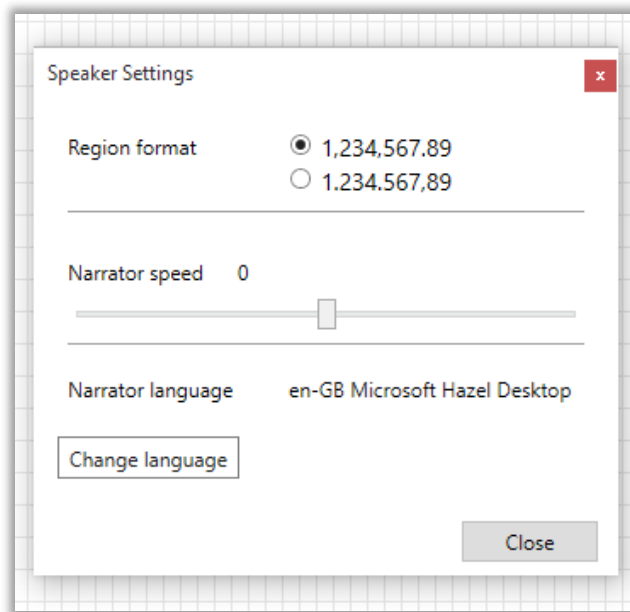 Speaker Settings
x
Region format
1,234,567.89
1.234.567,89
Narrator speed 0
Narrator language en-GB Microsoft Hazel Desktop
Change language
Close